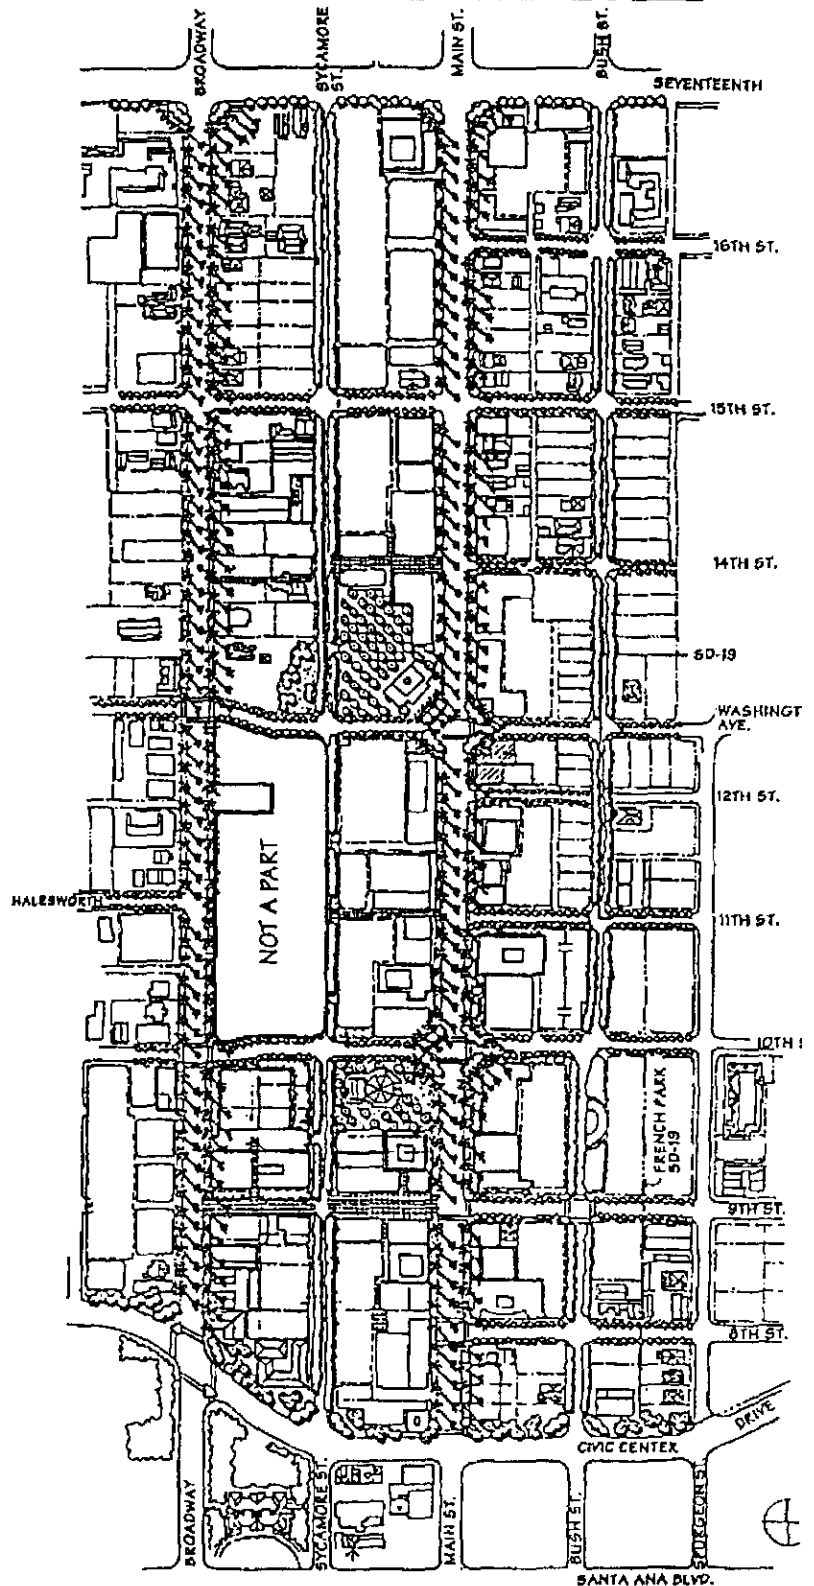 BROADWAY
SYCAMORE
ST.
MAIN ST.
BUSH ST.
SEVENTEENTH
16TH ST.
15TH ST.
14TH ST.
SD-19
WASHINGT
AVE.
12TH ST.
NOT A PART
HALESWORTH
11TH ST.
10TH
FRENCH PARK
SD-19
9TH ST.
8TH ST.
DRIVE
CIVIC CENTER
BROADWAY
SYCAMORE ST.
MAIN ST.
BUSH ST.
SPURGEON ST.
SANTA ANA BLVD.